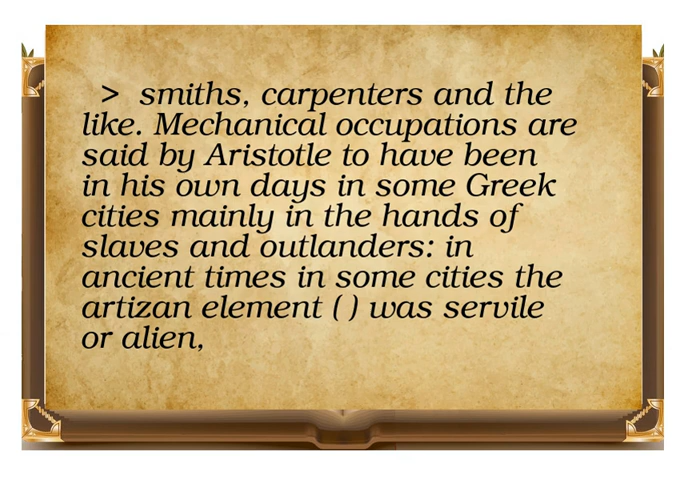 > smiths, carpenters and the
like. Mechanical occupations are
said by Aristotle to have been
in his own days in some Greek
cities mainly in the hands of
slaves and outlanders: in
ancient times in some cities the
artizan element ( ) was servile
or alien,